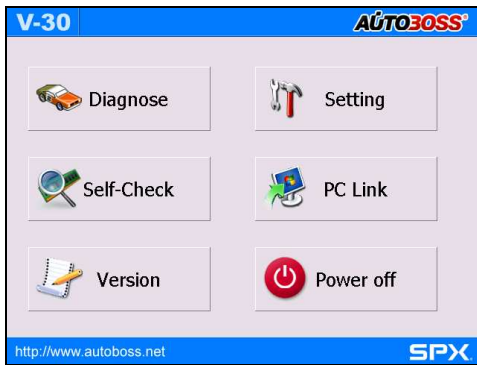 V-30 AUTOBOSS®
Diagnose Setting
Self-Check PC Link
Version Power off
http://www.autoboss.net SPX